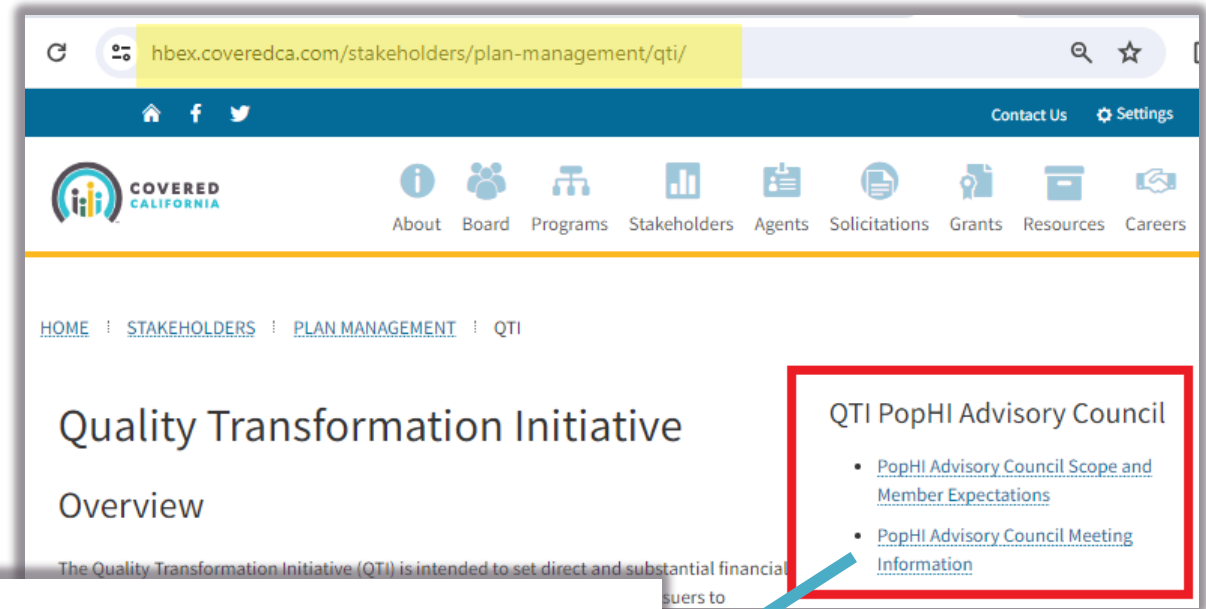 hbex.coveredca.com/stakeholders/plan-management/qti/
Contact Us Settings
COVERED
CALIFORNIA
About Board Programs Stakeholders Agents Solicitations Grants Resources Careers
HOME STAKEHOLDERS PLAN MANAGEMENT QTI
Quality Transformation Initiative
Overview
The Quality Transformation Initiative (QTI) is intended to set direct and substantial financial
suers to
QTI PopHI Advisory Council
PopHI Advisory Council Scope and
Member Expectations
PopHI Advisory Council Meeting
Information